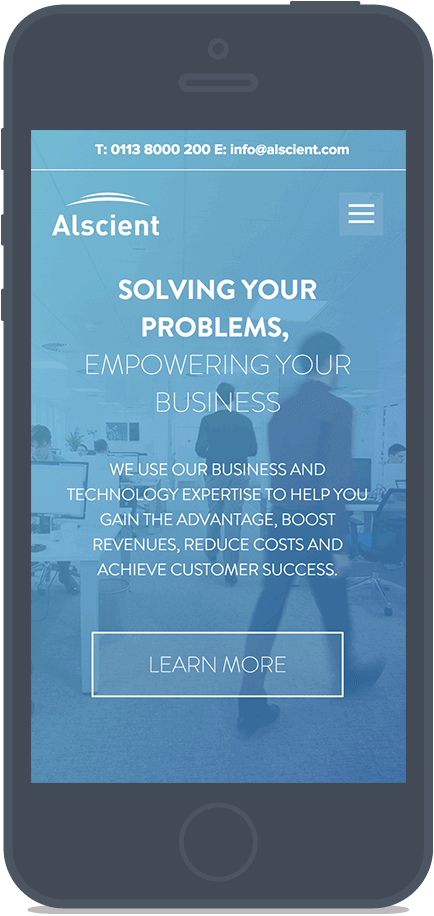 T: 0113 8000 200 E: info@alscient.com
Alscient
SOLVING YOUR
PROBLEMS,
EMPOWERING YOUR
BUSINESS
WE USE OUR BUSINESS AND
TECHNOLOGY EXPERTISE TO HELP YOU
GAIN THE ADVANTAGE, BOOST
REVENUES, REDUCE COSTS AND
ACHIEVE CUSTOMER SUCCESS.
LEARN MORE